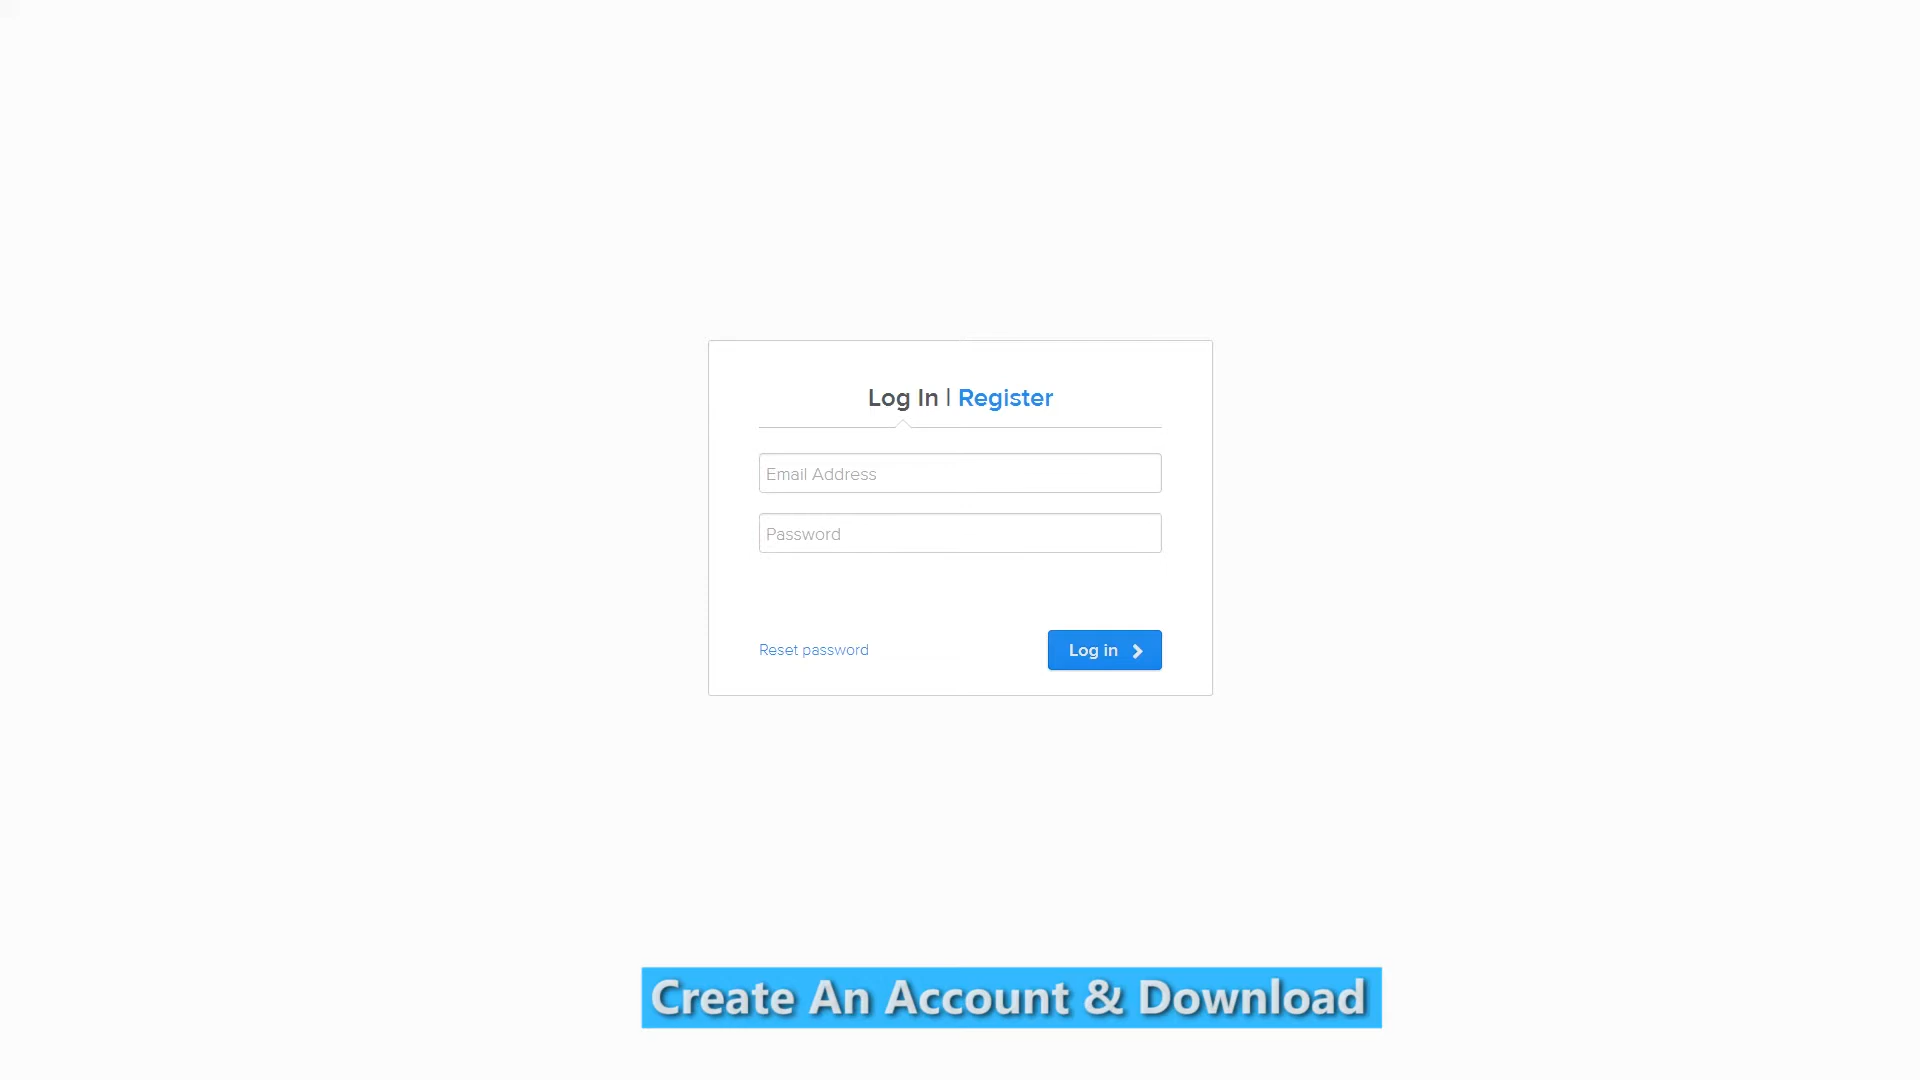 Log In | Register
Email Address
Password
Reset password
Log in
Create An Account & Download